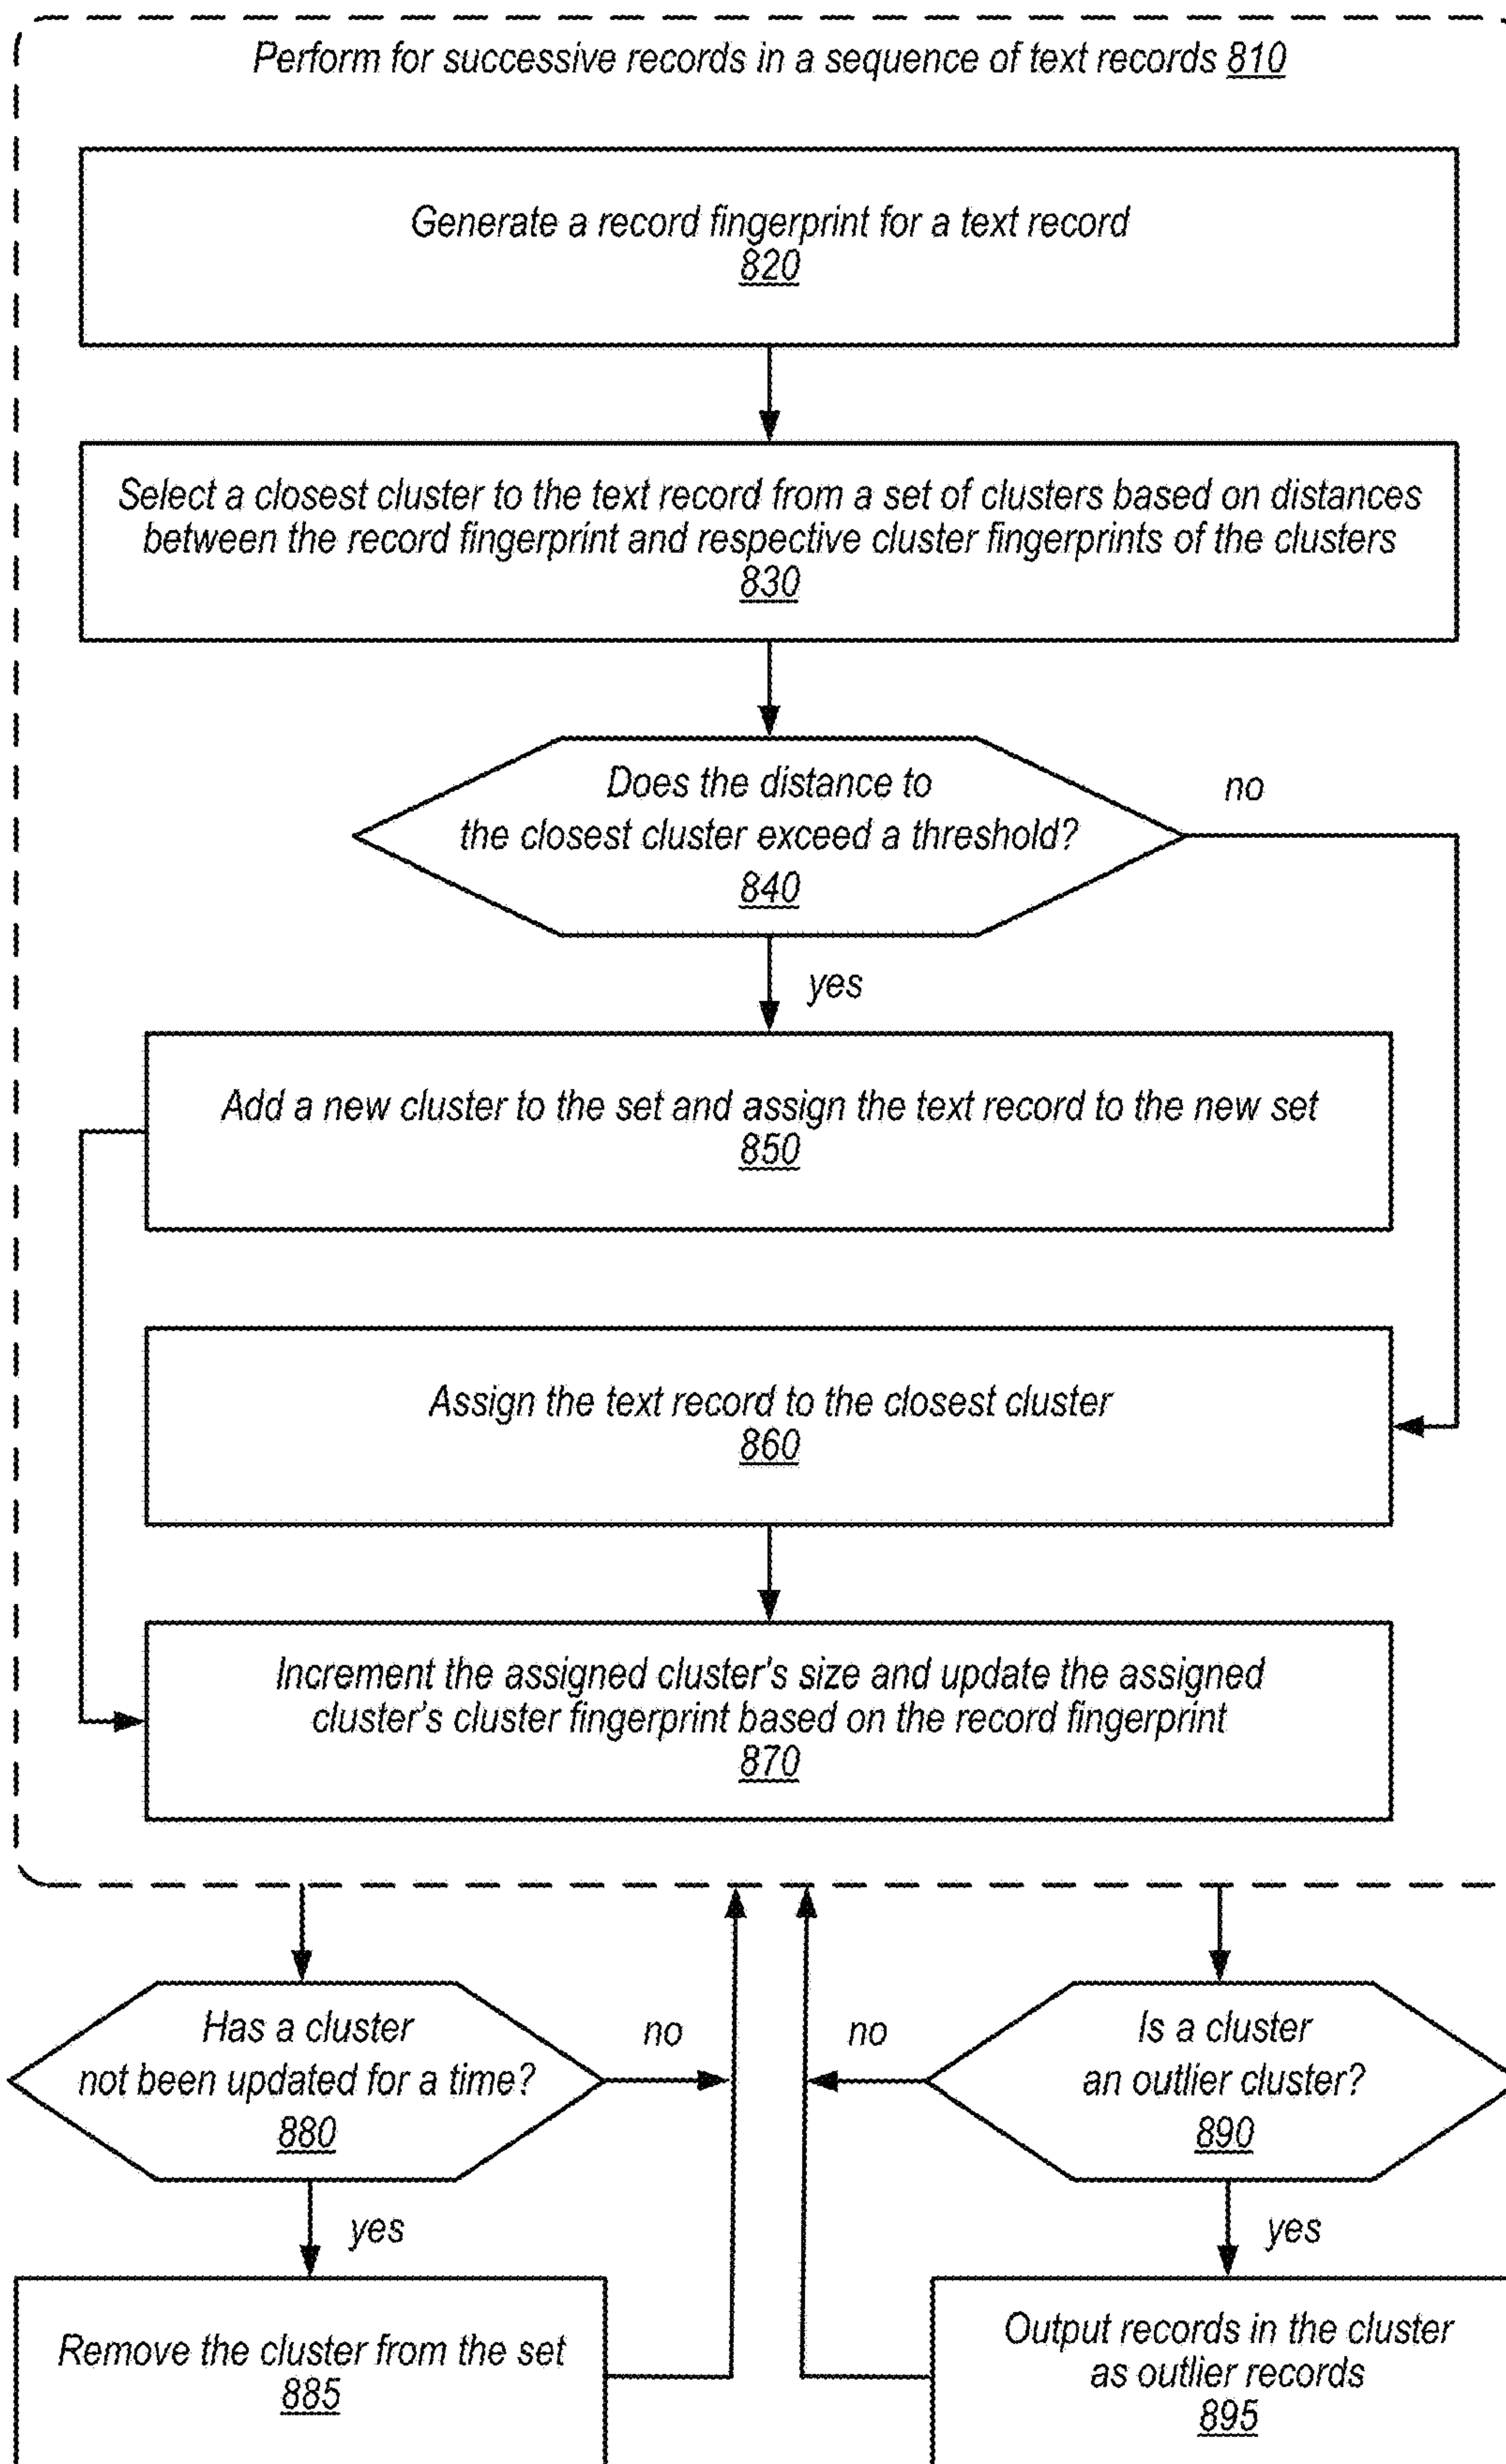 Perform for successive records in a sequence of text records 810
Generate a record fingerprint for a text record
820
Select a closest cluster to the text record from a set of clusters based on distances
between the record fingerprint and respective cluster fingerprints of the clusters
830
Does the distance to
the closest cluster exceed a threshold?
840
no
yes
Add a new cluster to the set and assign the text record to the new set
850
Assign the text record to the closest cluster
860
Increment the assigned cluster's size and update the assigned
cluster's cluster fingerprint based on the record fingerprint
870
Has a cluster
not been updated for a time?
880
no
yes
Remove the cluster from the set
885
no
Is a cluster
an outlier cluster?
890
yes
Output records in the cluster
as outlier records
895